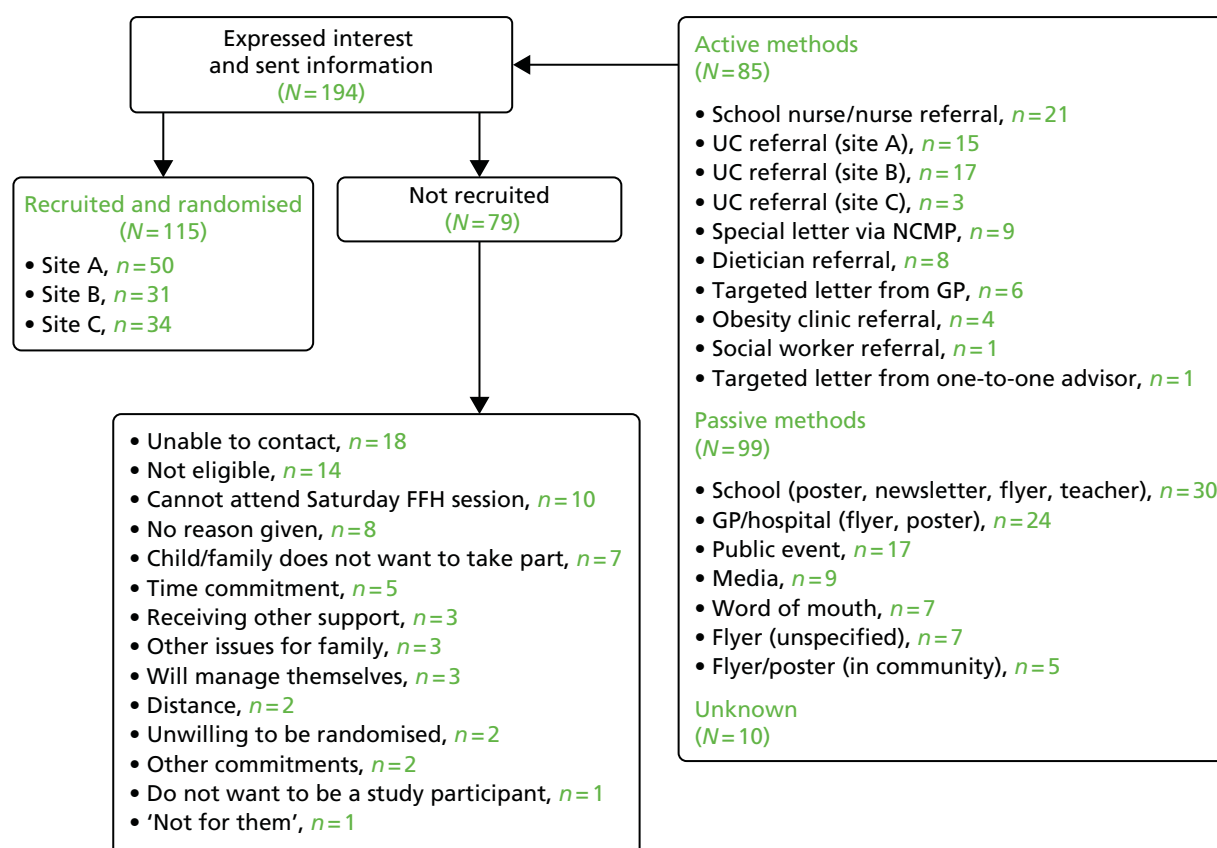 Expressed interest
and sent information
(N=194)
Recruited and randomised
(N=115)
• Site A, n=50
• Site B, n=31
• Site C, n=34
Not recruited
(N=79)
• Unable to contact, n=18
• Not eligible, n=14
• Cannot attend Saturday FFH session, n=10
• No reason given, n=8
• Child/family does not want to take part, n=7
• Time commitment, n=5
• Receiving other support, n=3
• Other issues for family, n=3
• Will manage themselves, n=3
• Distance, n=2
• Unwilling to be randomised, n=2
• Other commitments, n=2
• Do not want to be a study participant, n=1
• ‘Not for them’, n=1
Active methods
(N=85)
• School nurse/nurse referral, n=21
• UC referral (site A), n=15
• UC referral (site B), n=17
• UC referral (site C), n=3
• Special letter via NCMP, n=9
• Dietician referral, n=8
• Targeted letter from GP, n=6
• Obesity clinic referral, n=4
• Social worker referral, n=1
• Targeted letter from one-to-one advisor, n=1
Passive methods
(N=99)
• School (poster, newsletter, flyer, teacher), n=30
• GP/hospital (flyer, poster), n=24
• Public event, n=17
• Media, n=9
• Word of mouth, n=7
• Flyer (unspecified), n=7
• Flyer/poster (in community), n=5
Unknown
(N=10)